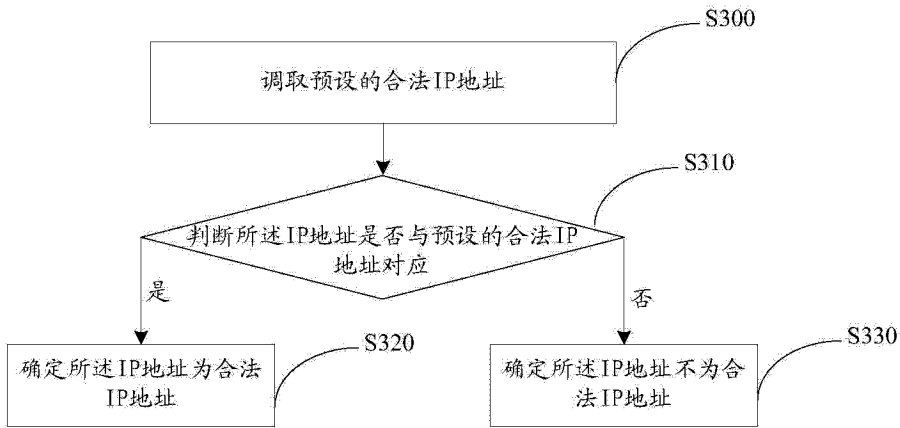 S300
调取预设的合法IP地址
S310
判断所述IP地址是否与预设的合法IP
地址对应
是
否
S320
确定所述IP地址为合法
IP地址
S330
确定所述IP地址不为合
法IP地址